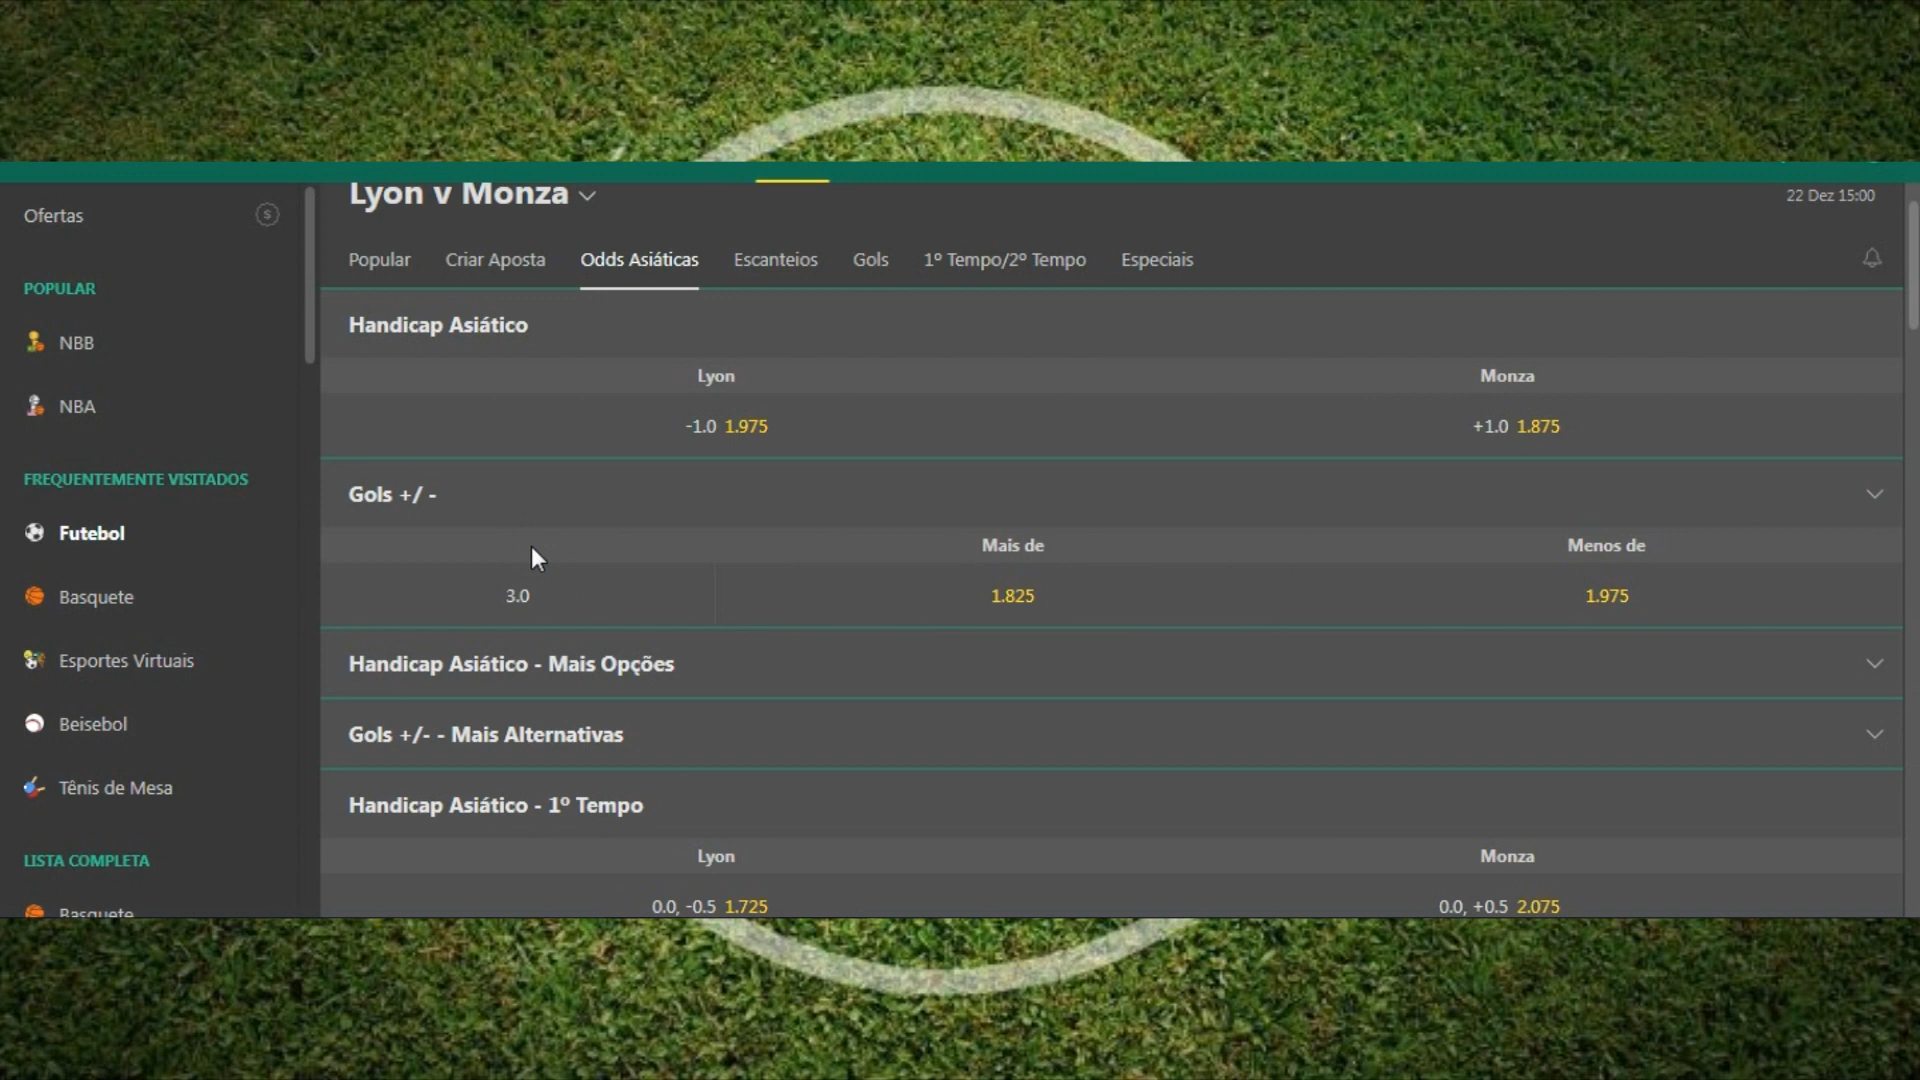 Lyon v Monza
22 Dez 15:00
Ofertas
S
Popular
Criar Aposta
Odds Asiáticas
Escanteios
Gols
1º Tempo/2º Tempo
Especiais
POPULAR
NBB
NBA
FREQUENTEMENTE VISITADOS
Futebol
Basquete
Esportes Virtuais
Beisebol
Tênis de Mesa
LISTA COMPLETA
Basquete
Handicap Asiático
Lyon
Monza
-1.0 1.975
+1.0 1.875
Gols +/ -
Mais de
Menos de
3.0
1.825
1.975
Handicap Asiático - Mais Opções
Gols +/- - Mais Alternativas
Handicap Asiático - 1º Tempo
Lyon
Monza
0.0, -0.5 1.725
0.0, +0.5 2.075